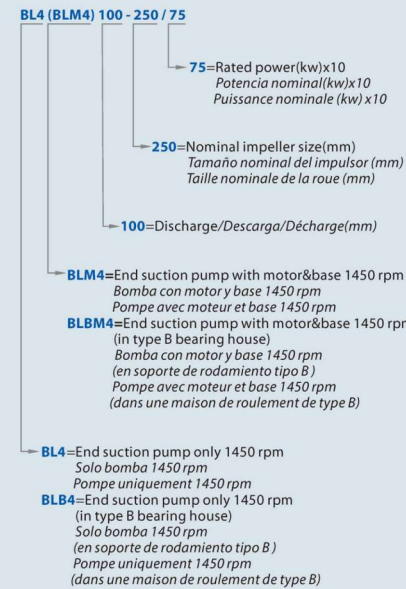 BL4 (BLM4) 100 - 250 / 75
75=Rated power(kw)x10
Potencia nominal(kw)x10
Puissance nominale (kw) x10
250=Nominal impeller size(mm)
Tamaño nominal del impulsor (mm)
Taille nominale de la roue (mm)
100=Discharge/Descarga/Décharge(mm)
BLM4=End suction pump with motor&base 1450 rpm
Bomba con motor y base 1450 rpm
Pompe avec moteur et base 1450 rpm
BLBM4=End suction pump with motor&base 1450 rpm
(in type B bearing house)
Bomba con motor y base 1450 rpm
(en soporte de rodamiento tipo B )
Pompe avec moteur et base 1450 rpm
(dans une maison de roulement de type B)
BL4=End suction pump only 1450 rpm
Solo bomba 1450 rpm
Pompe uniquement 1450 rpm
BLB4=End suction pump only 1450 rpm
(in type B bearing house)
Solo bomba 1450 rpm
(en soporte de rodamiento tipo B )
Pompe uniquement 1450 rpm
(dans une maison de roulement de type B)